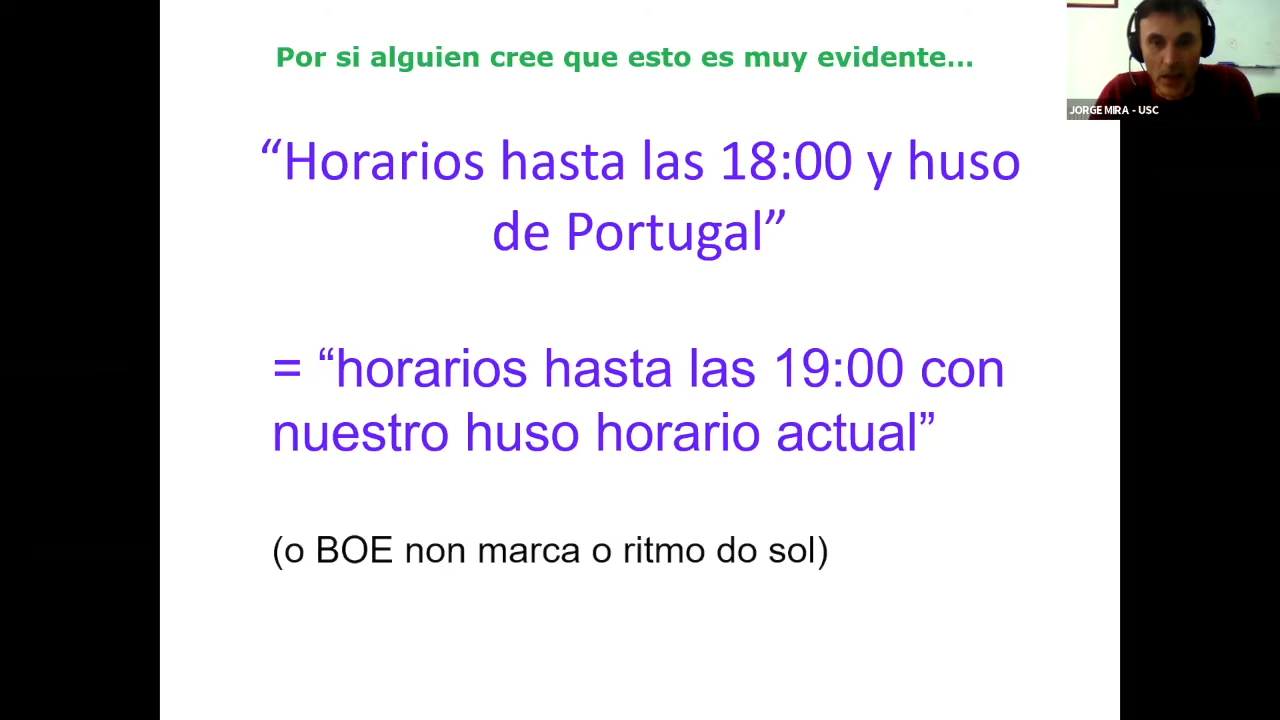 Por si alguien cree que esto es muy evidente...
“Horarios hasta las 18:00 y huso
de Portugal”
= “horarios hasta las 19:00 con
nuestro huso horario actual”
(o BOE non marca o ritmo do sol)
JORGE MIRA - USC